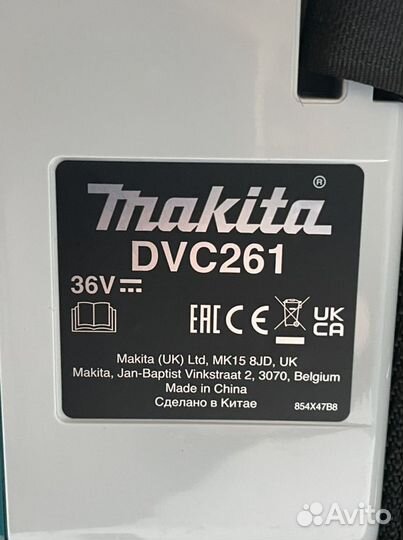 makita®
DVC261
36V
EAC CE UK CA
Makita (UK) Ltd, MK15 8JD, UK
Makita, Jan-Baptist Vinkstraat 2, 3070, Belgium
Made in China
Сделано в Китае
854X47B8
Avito